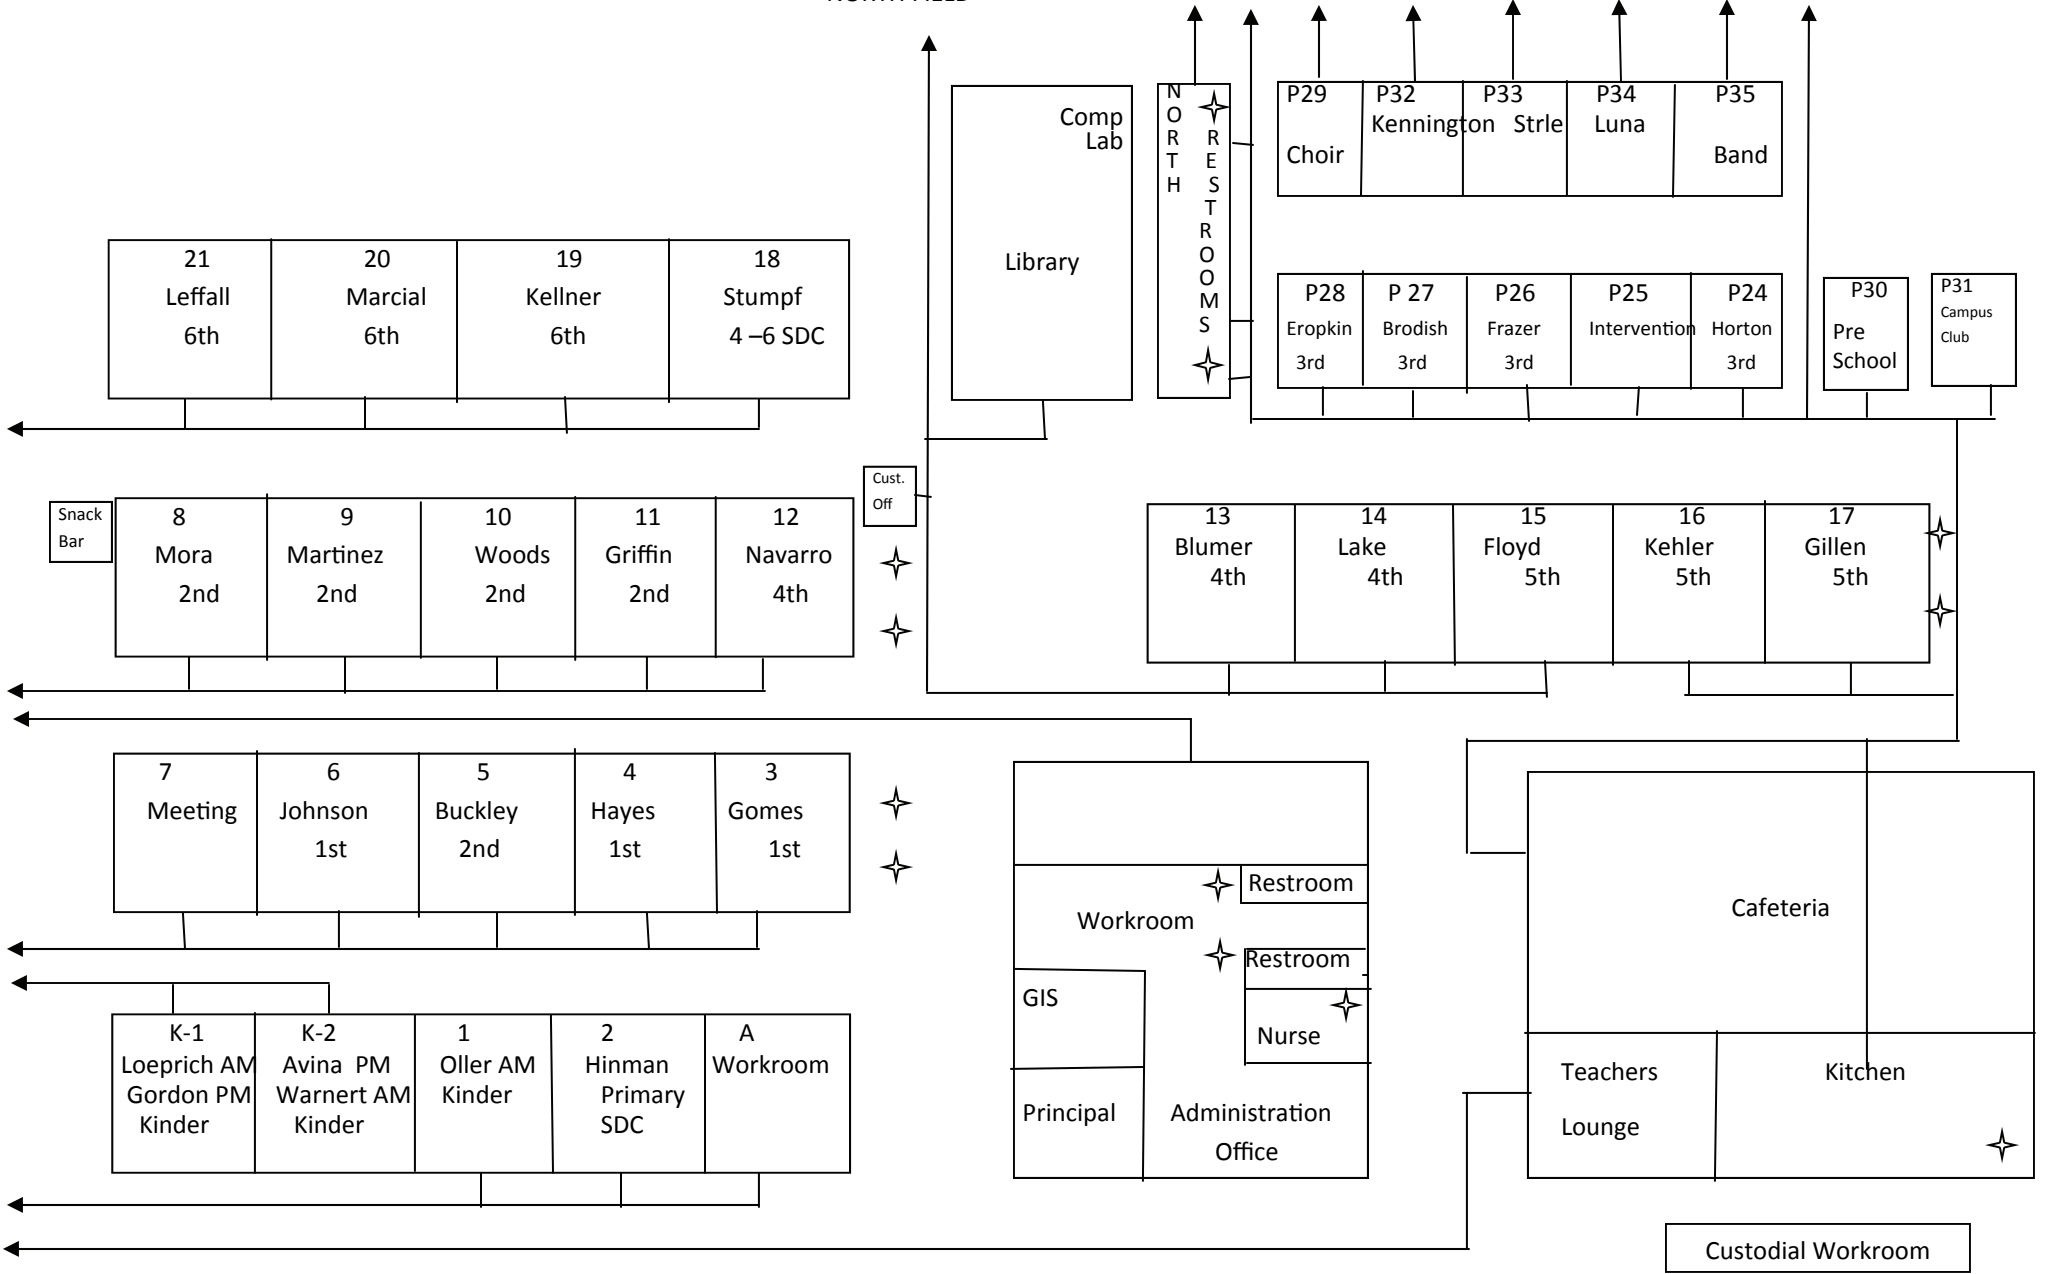 NORTH FIELD
P29
Choir
P32
Kennington
P33
Strle
P34
Luna
P35
Band
Comp
Lab
Library
NORTH
RESTROOMS
21
Leffall
6th
20
Marcial
6th
19
Kellner
6th
18
Stumpf
4 –6 SDC
P28
Eropkin
3rd
P 27
Brodish
3rd
P26
Frazer
3rd
P25
Intervention
P24
Horton
3rd
P30
Pre
School
P31
Campus
Club
Snack
Bar
8
Mora
2nd
9
Martinez
2nd
10
Woods
2nd
11
Griffin
2nd
12
Navarro
4th
Cust.
Off
13
Blumer
4th
14
Lake
4th
15
Floyd
5th
16
Kehler
5th
17
Gillen
5th
7
Meeting
6
Johnson
1st
5
Buckley
2nd
4
Hayes
1st
3
Gomes
1st
Restroom
Workroom
Restroom
GIS
Nurse
Principal
Administration
Office
Cafeteria
Teachers
Lounge
Kitchen
K-1
Loeprich AM
Gordon PM
Kinder
K-2
Avina PM
Warnert AM
Kinder
1
Oller AM
Kinder
2
Hinman
Primary
SDC
A
Workroom
Custodial Workroom